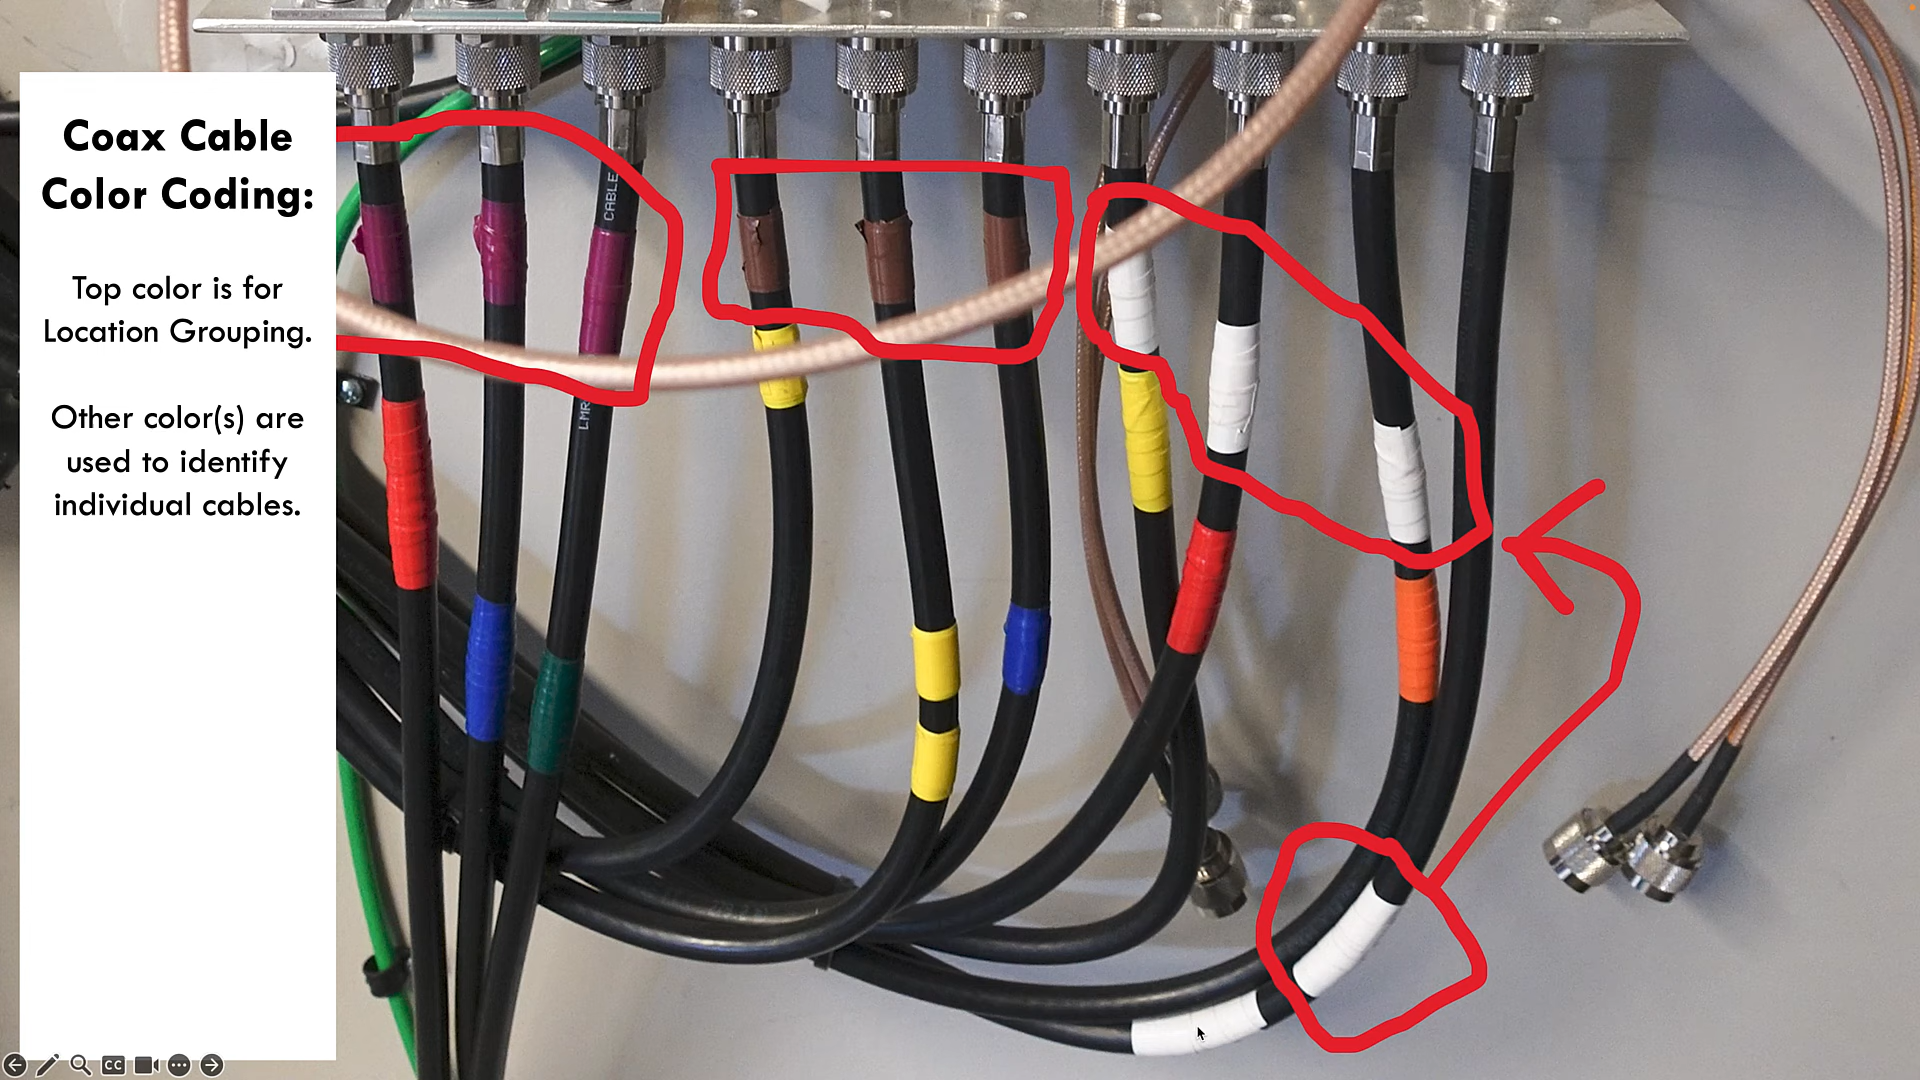 Coax Cable
Color Coding:
Top color is for
Location Grouping.
Other color(s) are
used to identify
individual cables.
CABLE
LMR
CC